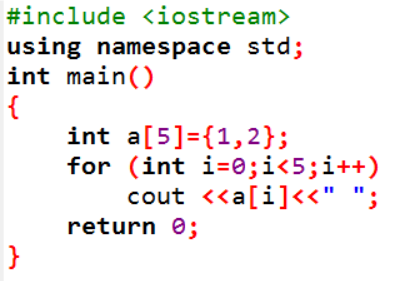 #include <iostream>
using namespace std;
int main()
{
    int a[5]={1,2};
    for (int i=0;i<5;i++)
        cout <<a[i]<<" ";
    return 0;
}